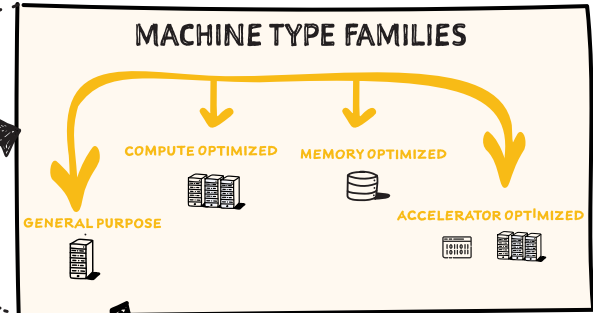 MACHINE TYPE FAMILIES
COMPUTE OPTIMIZED
MEMORY OPTIMIZED
ACCELERATOR OPTIMIZED
GENERAL PURPOSE